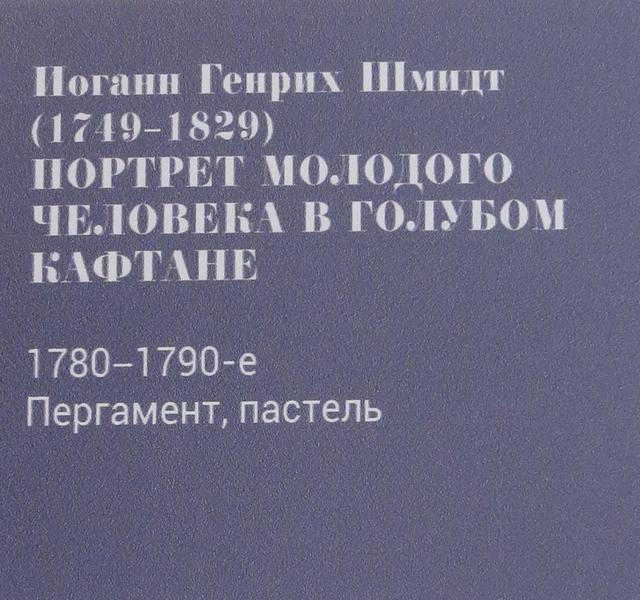 Иоганн Генрих Шмидт
(1749–1829)
ПОРТРЕТ МОЛОДОГО
ЧЕЛОВЕКА В ГОЛУБОМ
КАФТАНЕ
1780–1790-е
Пергамент, пастель